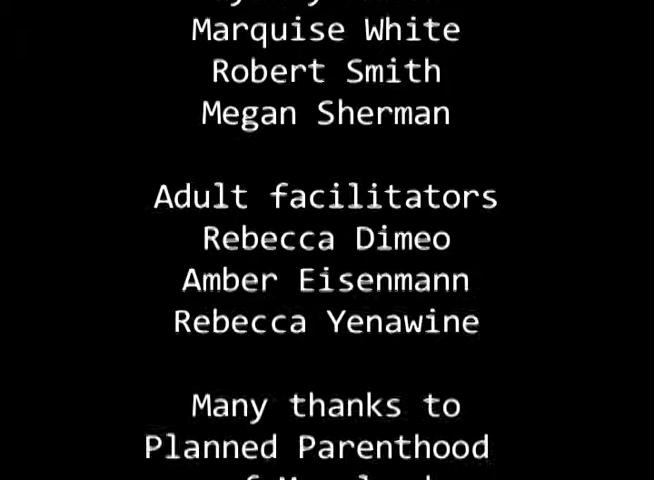 Marquise White
Robert Smith
Megan Sherman
Adult facilitators
Rebecca Dimeo
Amber Eisenmann
Rebecca Yenawine
Many thanks to
Planned Parenthood